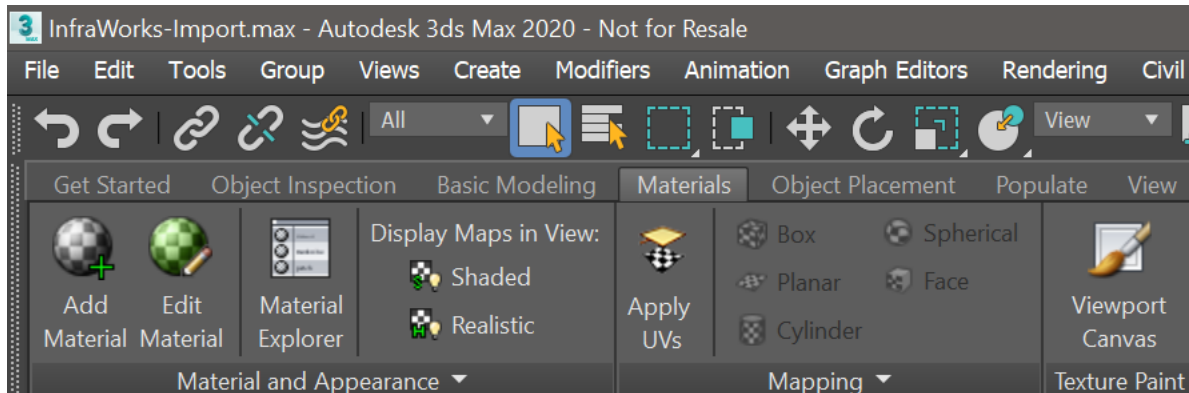 InfraWorks-Import.max - Autodesk 3ds Max 2020 - Not for Resale
File Edit Tools Group Views Create Modifiers Animation Graph Editors Rendering Civil
All View
Get Started Object Inspection Basic Modeling Materials Object Placement Populate View
Add Material
Edit Material
Material Explorer
Display Maps in View:
Shaded
Realistic
Apply UVs
Box Spherical
Planar Face
Cylinder
Viewport Canvas
Material and Appearance Mapping Texture Paint